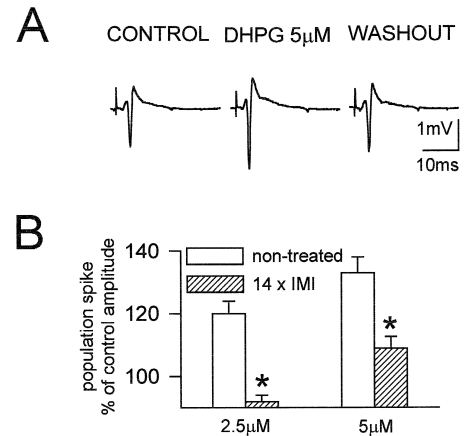 A
CONTROL DHPG 5μM WASHOUT
1mV
10ms
B
population spike
% of control amplitude
140
120
100
non-treated
14 x IMI
*
*
2.5μM 5μM